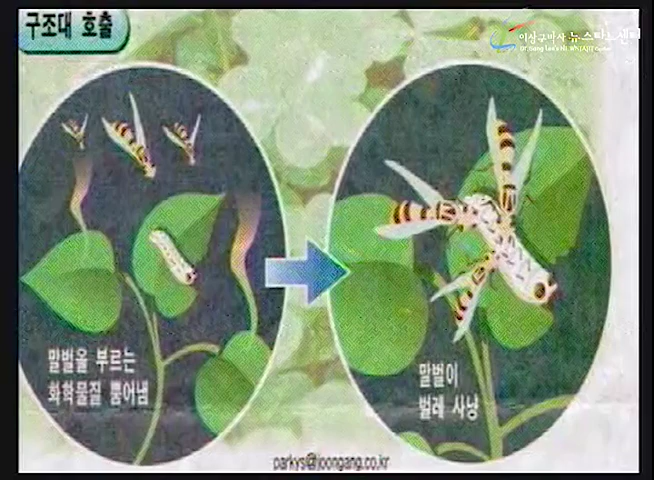 구조대 호출
말벌을 부르는
화학물질 뿜어냄
말벌이
벌레 사냥
parkys@joongang.co.kr